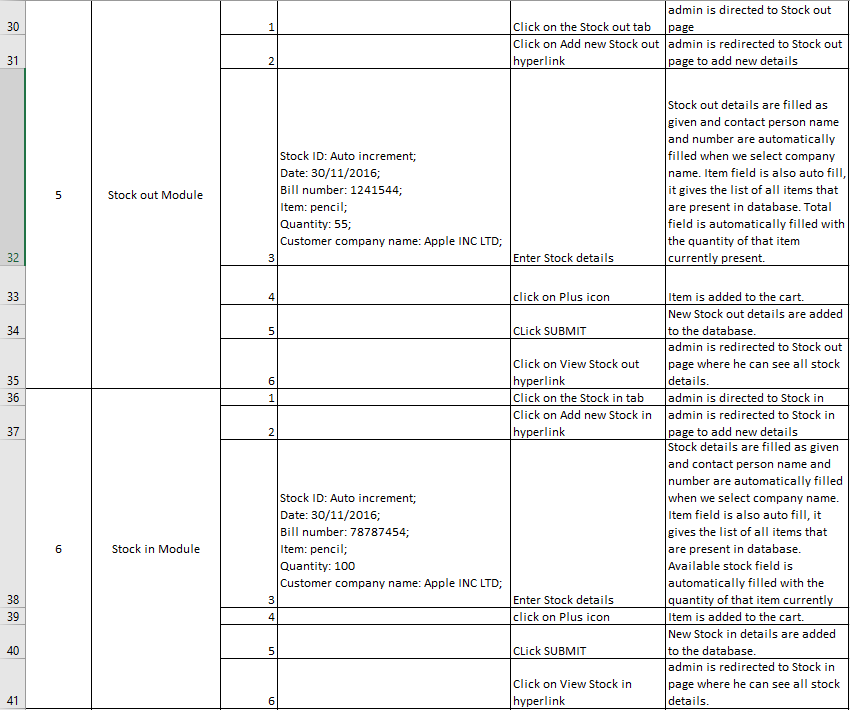 30
1
Click on the Stock out tab
admin is directed to Stock out
page
31
2
Click on Add new Stock out
hyperlink
admin is redirected to Stock out
page to add new details
32
5
Stock out Module
3
Stock ID: Auto increment;
Date: 30/11/2016;
Bill number: 1241544;
Item: pencil;
Quantity: 55;
Customer company name: Apple INC LTD;
Enter Stock details
Stock out details are filled as
given and contact person name
and number are automatically
filled when we select company
name. Item field is also auto fill,
it gives the list of all items that
are present in database. Total
field is automatically filled with
the quantity of that item
currently present.
33
4
click on Plus icon
Item is added to the cart.
34
5
CLick SUBMIT
New Stock out details are added
to the database.
35
6
Click on View Stock out
hyperlink
admin is redirected to Stock out
page where he can see all stock
details.
36
1
Click on the Stock in tab
admin is directed to Stock in
37
2
Click on Add new Stock in
hyperlink
admin is redirected to Stock in
page to add new details
38
6
Stock in Module
3
Stock ID: Auto increment;
Date: 30/11/2016;
Bill number: 78787454;
Item: pencil;
Quantity: 100
Customer company name: Apple INC LTD;
Enter Stock details
Stock details are filled as given
and contact person name and
number are automatically filled
when we select company name.
Item field is also auto fill, it
gives the list of all items that
are present in database.
Available stock field is
automatically filled with the
quantity of that item currently
39
4
click on Plus icon
Item is added to the cart.
40
5
CLick SUBMIT
New Stock in details are added
to the database.
41
6
Click on View Stock in
hyperlink
admin is redirected to Stock in
page where he can see all stock
details.